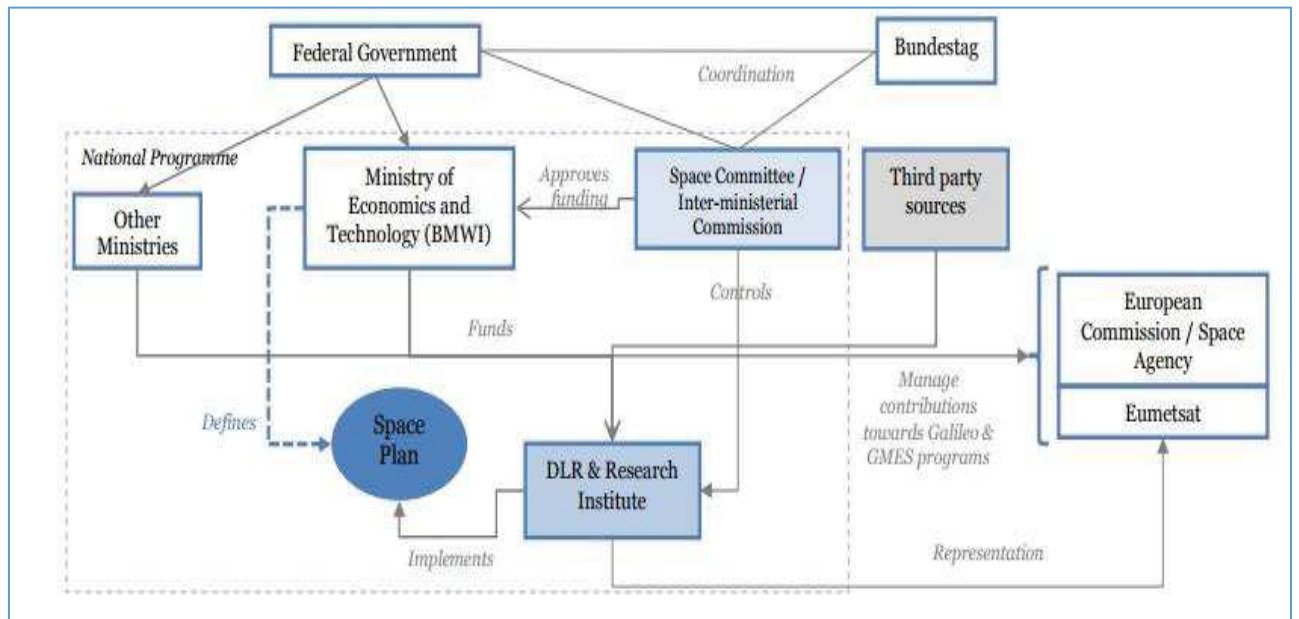 Federal Government
Bundestag
Coordination
National Programme
Ministry of
Economics and
Technology (BMWI)
Approves
funding
Space Committee /
Inter-ministerial
Commission
Third party
sources
Other
Ministries
Controls
European
Commission / Space
Agency
Funds
Manage
contributions
towards Galileo &
GMES programs
Eumetsat
Defines
Space
Plan
DLR & Research
Institute
Implements
Representation